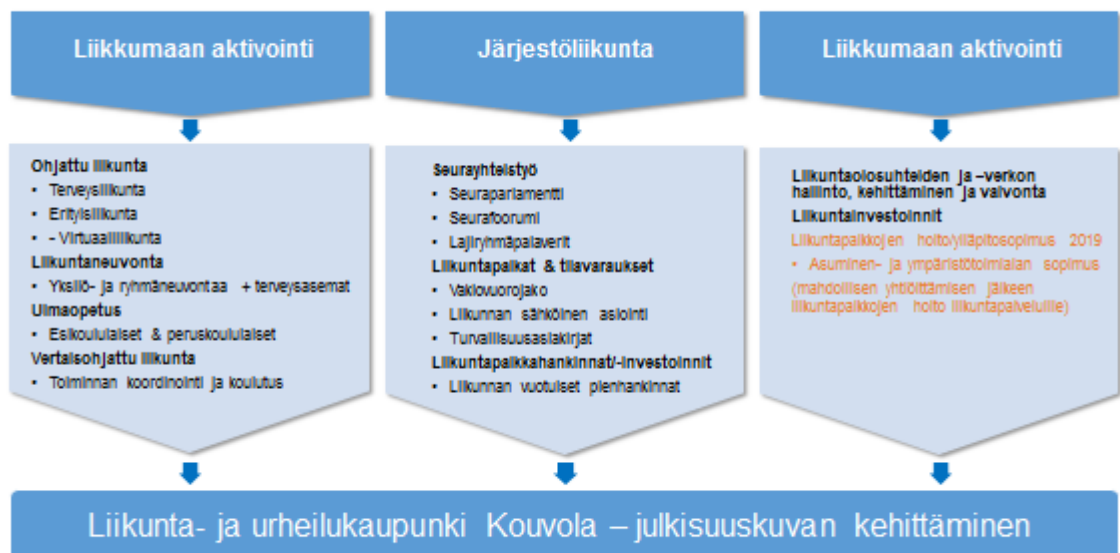 Liikkumaan aktivointi
Ohjattu liikunta
• Terveysliikunta
• Erityisliikunta
• - Virtuaaliliikunta
Liikuntaneuvonta
• Yksilö- ja ryhmäneuvontaa + terveysasemat
Uimaopetus
• Esikoululaiset & peruskoululaiset
Vertaisohjattu liikunta
• Toiminnan koordinointi ja koulutus
Järjestöliikunta
Seurayhteistyö
• Seuraparlamentti
• Seurafoorumi
• Lajiryhmäpalaverit
Liikuntapaikat & tilavaraukset
• Vakiovuorojako
• Liikunnan sähköinen asiointi
• Turvallisuusasiakirjat
Liikuntapaikkahankinnat/-investoinnit
• Liikunnan vuotuiset pienhankinnat
Liikkumaan aktivointi
Liikuntaolosuhteiden ja –verkon
hallinto, kehittäminen ja valvonta
Liikuntainvestoinnit
Liikuntapaikkojen hoito/ylläpitosopimus 2019
• Asuminen- ja ympäristötoimialan sopimus
(mahdollisen yhtiöittämisen jälkeen
liikuntapaikkojen hoito liikuntapalveluille)
Liikunta- ja urheilukaupunki Kouvola – julkisuuskuvan kehittäminen